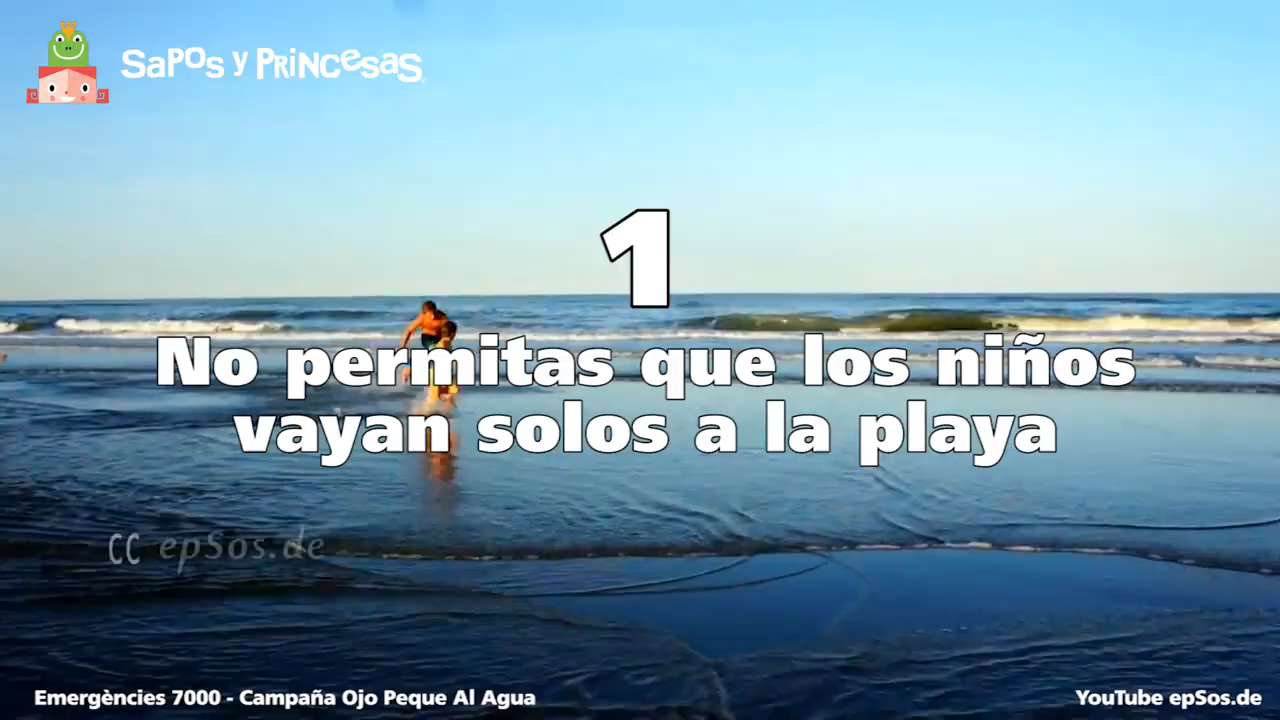 SaPOs y PRiNCesas
1
No permitas que los niños
vayan solos a la playa
cc epSos.de
Emergències 7000 - Campaña Ojo Peque Al Agua
YouTube epSos.de